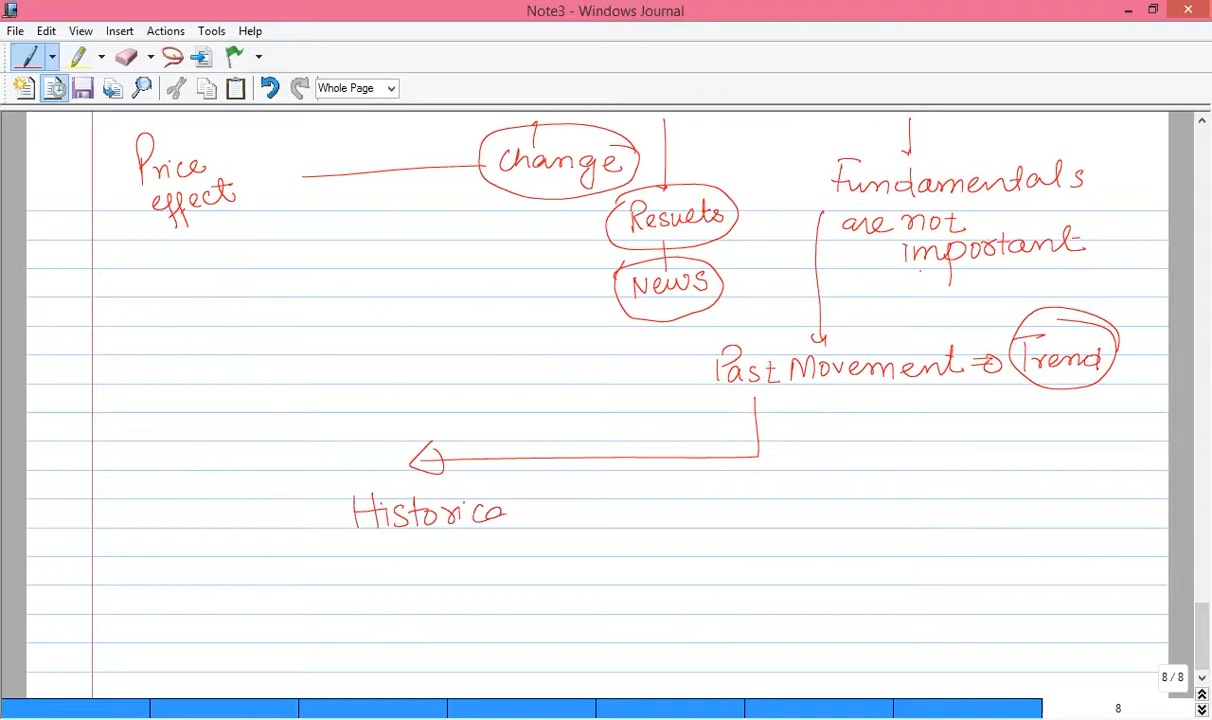 Note3 - Windows Journal
File Edit View Insert Actions Tools Help
Whole Page
Price
effect
Change
Results
News
Fundamentals
are not
important
Past Movement ⇒ Trend
Historica
8 / 8
8